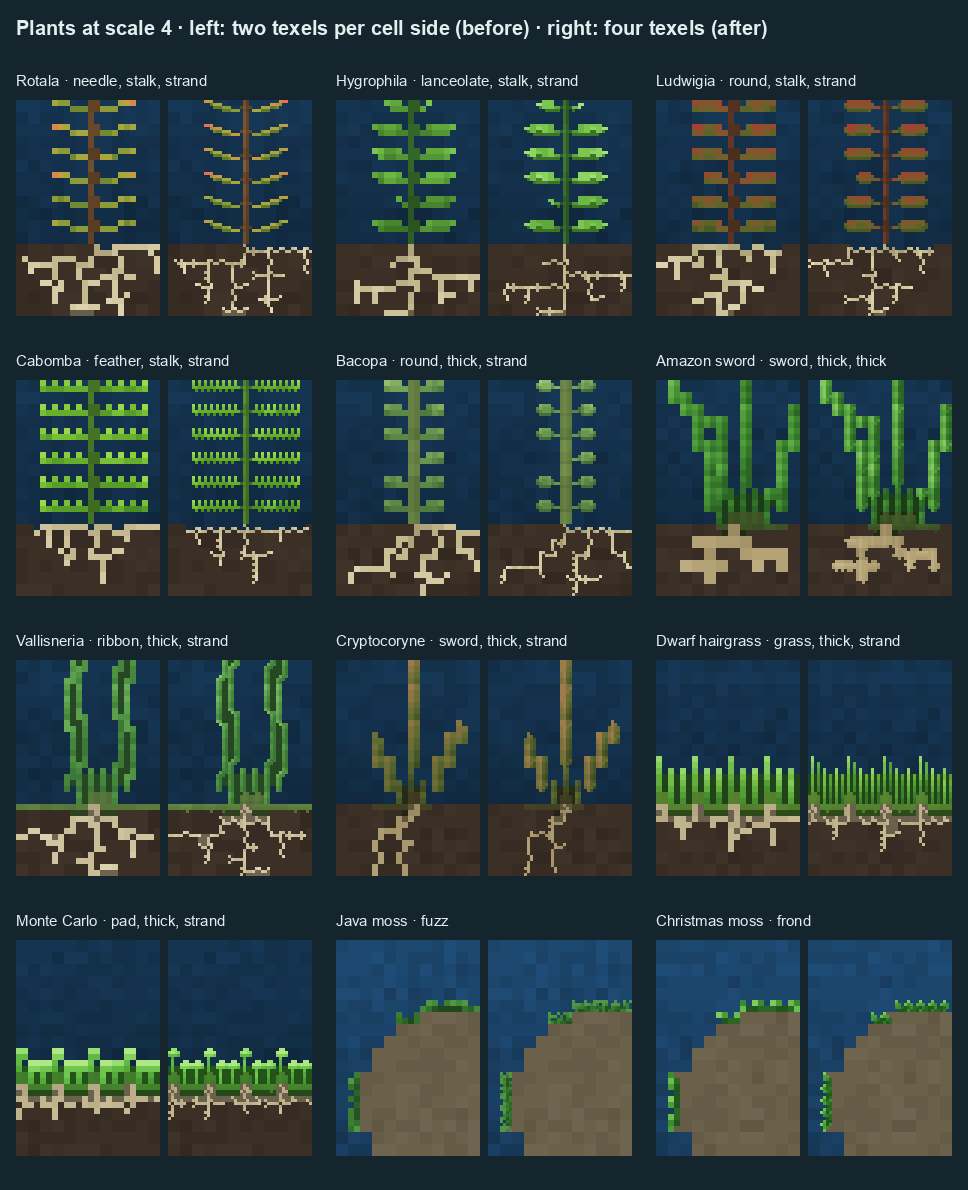 Plants at scale 4 · left: two texels per cell side (before) · right: four texels (after)
Rotala · needle, stalk, strand
Hygrophila · lanceolate, stalk, strand
Ludwigia · round, stalk, strand
Cabomba · feather, stalk, strand
Bacopa · round, thick, strand
Amazon sword · sword, thick, thick
Vallisneria · ribbon, thick, strand
Cryptocoryne · sword, thick, strand
Dwarf hairgrass · grass, thick, strand
Monte Carlo · pad, thick, strand
Java moss · fuzz
Christmas moss · frond